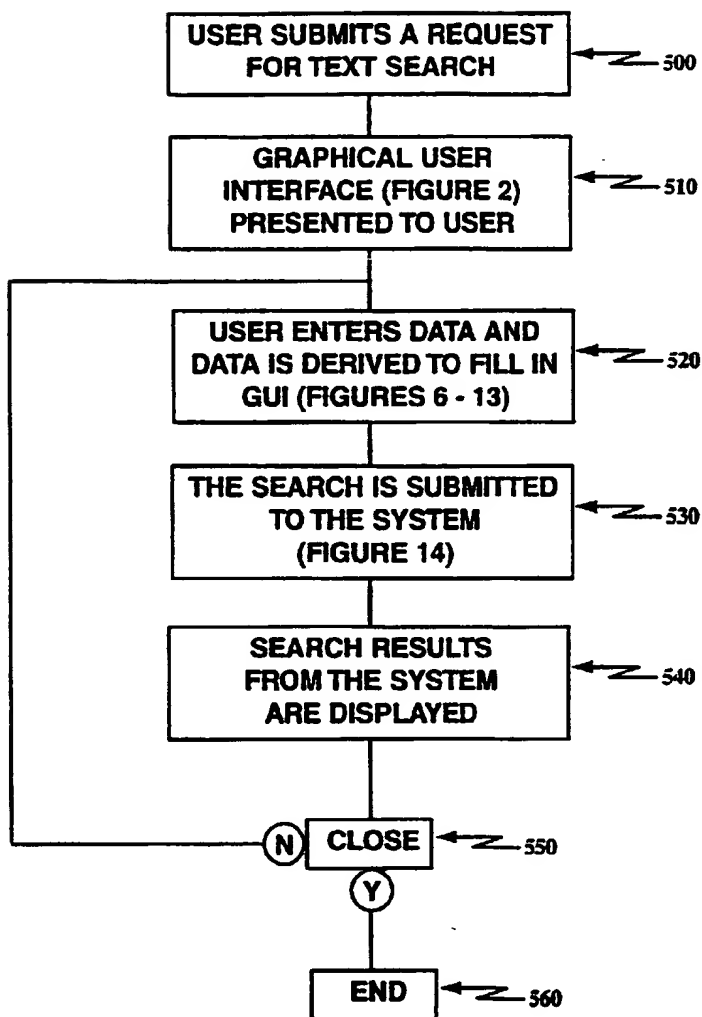 USER SUBMITS A REQUEST
FOR TEXT SEARCH
500
GRAPHICAL USER
INTERFACE (FIGURE 2)
PRESENTED TO USER
510
USER ENTERS DATA AND
DATA IS DERIVED TO FILL IN
GUI (FIGURES 6 - 13)
520
THE SEARCH IS SUBMITTED
TO THE SYSTEM
(FIGURE 14)
530
SEARCH RESULTS
FROM THE SYSTEM
ARE DISPLAYED
540
N
CLOSE
550
Y
END
560